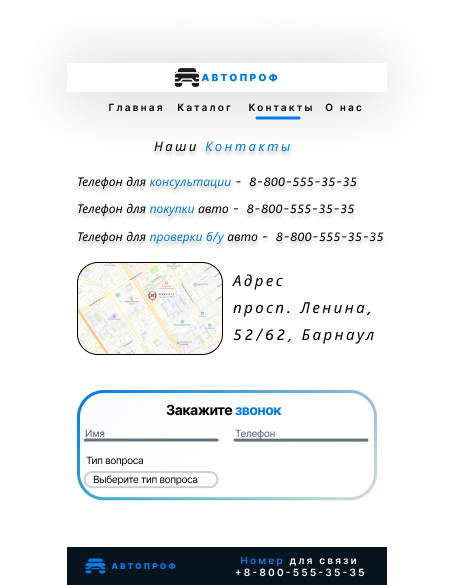 АВТОПРОФ
Главная Каталог Контакты О нас
Наши Контакты
Телефон для консультации - 8-800-555-35-35
Телефон для покупки авто - 8-800-555-35-35
Телефон для проверки б/у авто - 8-800-555-35-35
Адрес
просп. Ленина,
52/62, Барнаул
Закажите звонок
Имя Телефон
Тип вопроса
Выберите тип вопроса
АВТОПРОФ
Номер для связи
+8-800-555-35-35